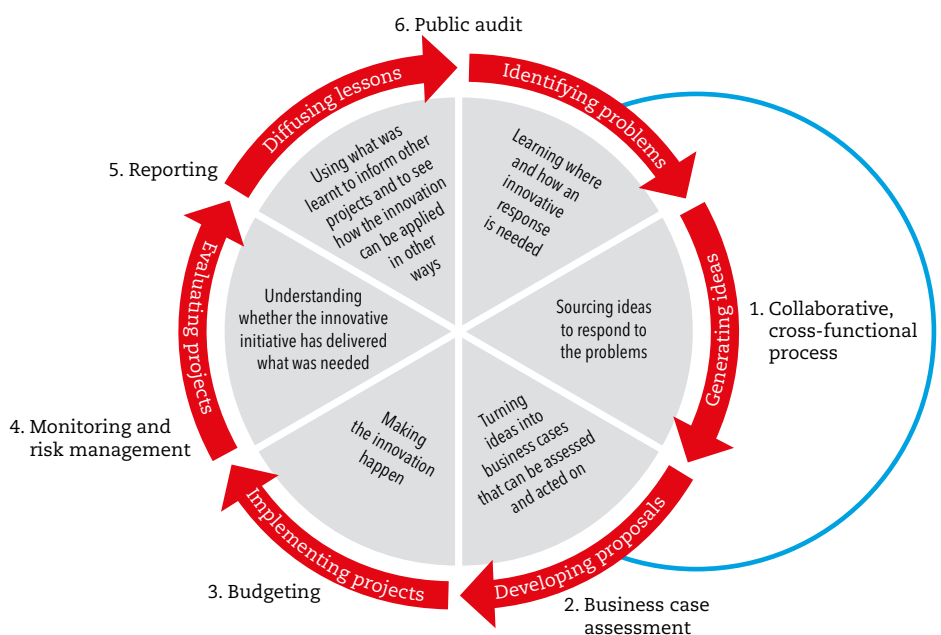 6. Public audit
Identifying problems
Learning where
and how an
innovative
response
is needed
Generating ideas
Sourcing ideas
to respond to
the problems
1. Collaborative,
cross-functional
process
Developing proposals
Turning
ideas into
business cases
that can be assessed
and acted on
2. Business case
assessment
Implementing projects
Making
the innovation
happen
3. Budgeting
4. Monitoring and
risk management
Evaluating projects
Understanding
whether the innovative
initiative has delivered
what was needed
5. Reporting
Diffusing lessons
Using what was
learnt to inform other
projects and to see
how the innovation
can be applied
in other
ways